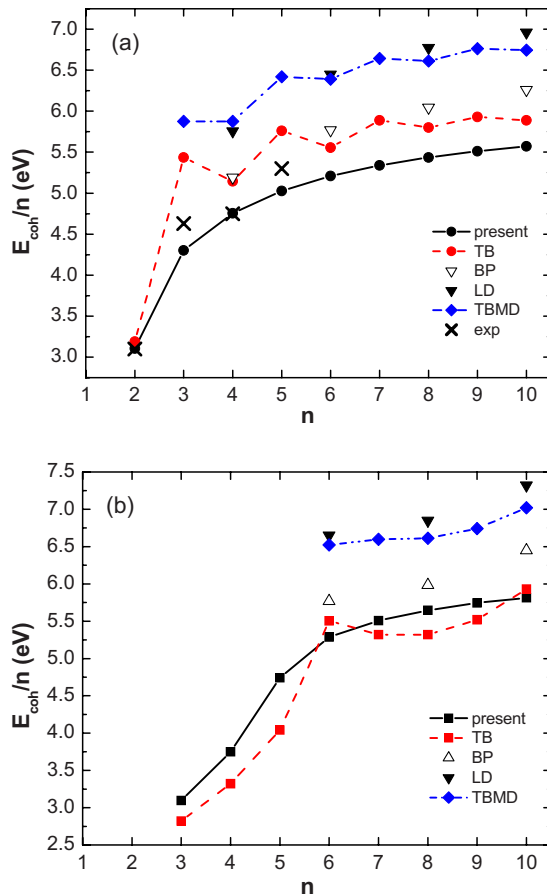 (a)
7.0
6.5
6.0
5.5
5.0
4.5
4.0
3.5
3.0
E_coh/n (eV)
present
TB
BP
LD
TBMD
exp
1 2 3 4 5 6 7 8 9 10
n
(b)
7.5
7.0
6.5
6.0
5.5
5.0
4.5
4.0
3.5
3.0
2.5
E_coh/n (eV)
present
TB
BP
LD
TBMD
1 2 3 4 5 6 7 8 9 10
n